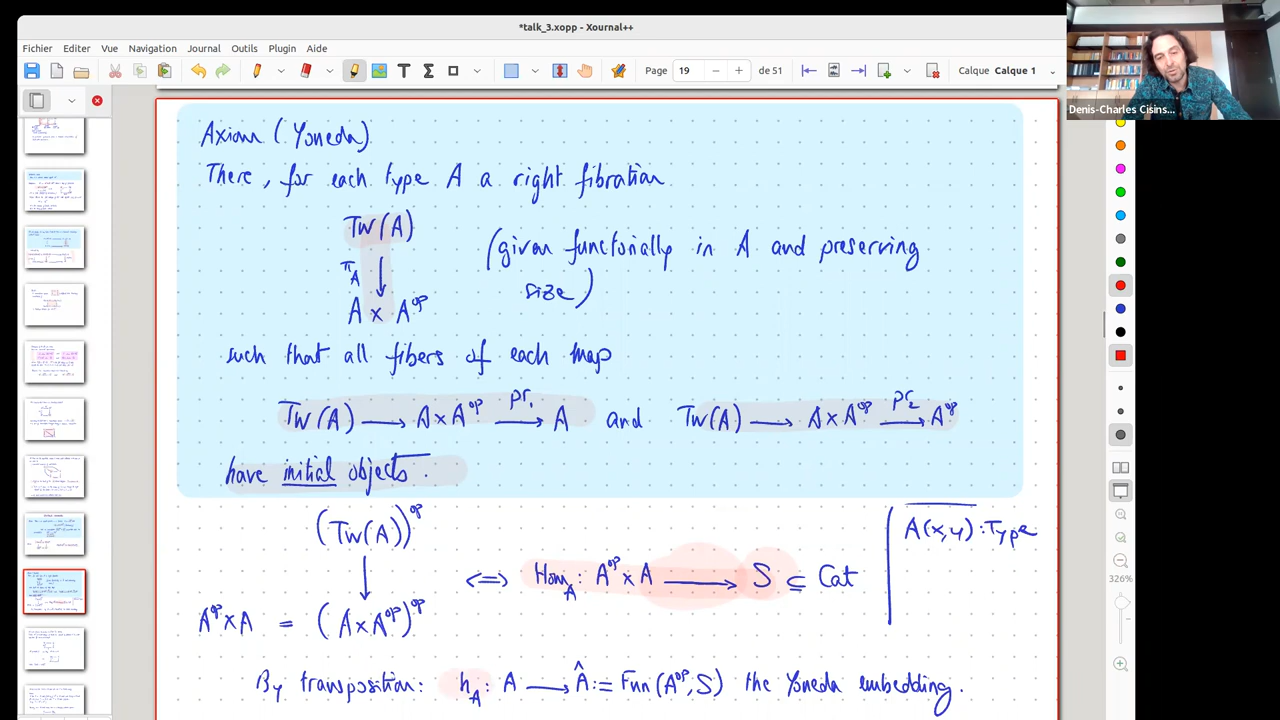 *talk_3.xopp - Xournal++
Fichier Editer Vue Navigation Journal Outils Plugin Aide
Page 19 de 51 Calque Calque 1
Denis-Charles Cisins...
Axiom (Yoneda)
There, for each type A a right fibration
Tw(A)
π_A ↓
A × A^op
(given functorially in A and preserving
size)
such that all fibers of each map
Tw(A) ⟶ A×A^op —pr₁→ A and Tw(A) ⟶ A×A^op —pr₂→ A^op
have initial objects.
(Tw(A))^op
↓
A^op×A = (A×A^op)^op
⟺ Hom_A : A^op×A ⟶ S ⊆ Cat
A(x,y) : Type
By transposition: h_A : A ⟶ Â := Fun(A^op, S) the Yoneda embedding.
326%